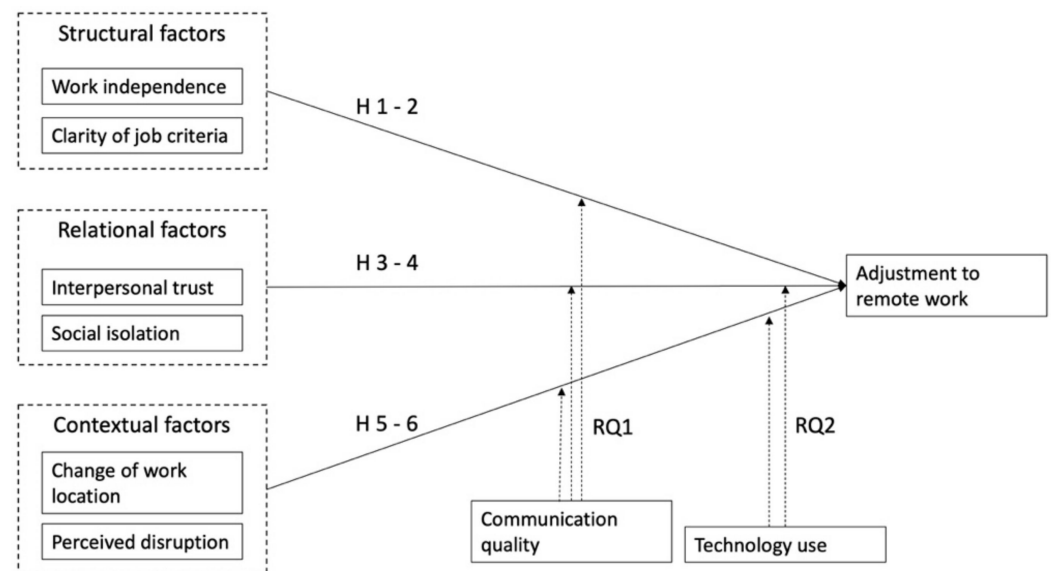 Structural factors
Work independence
Clarity of job criteria
H 1 - 2
Relational factors
Interpersonal trust
Social isolation
H 3 - 4
Adjustment to
remote work
Contextual factors
Change of work
location
Perceived disruption
H 5 - 6
RQ1
RQ2
Communication
quality
Technology use